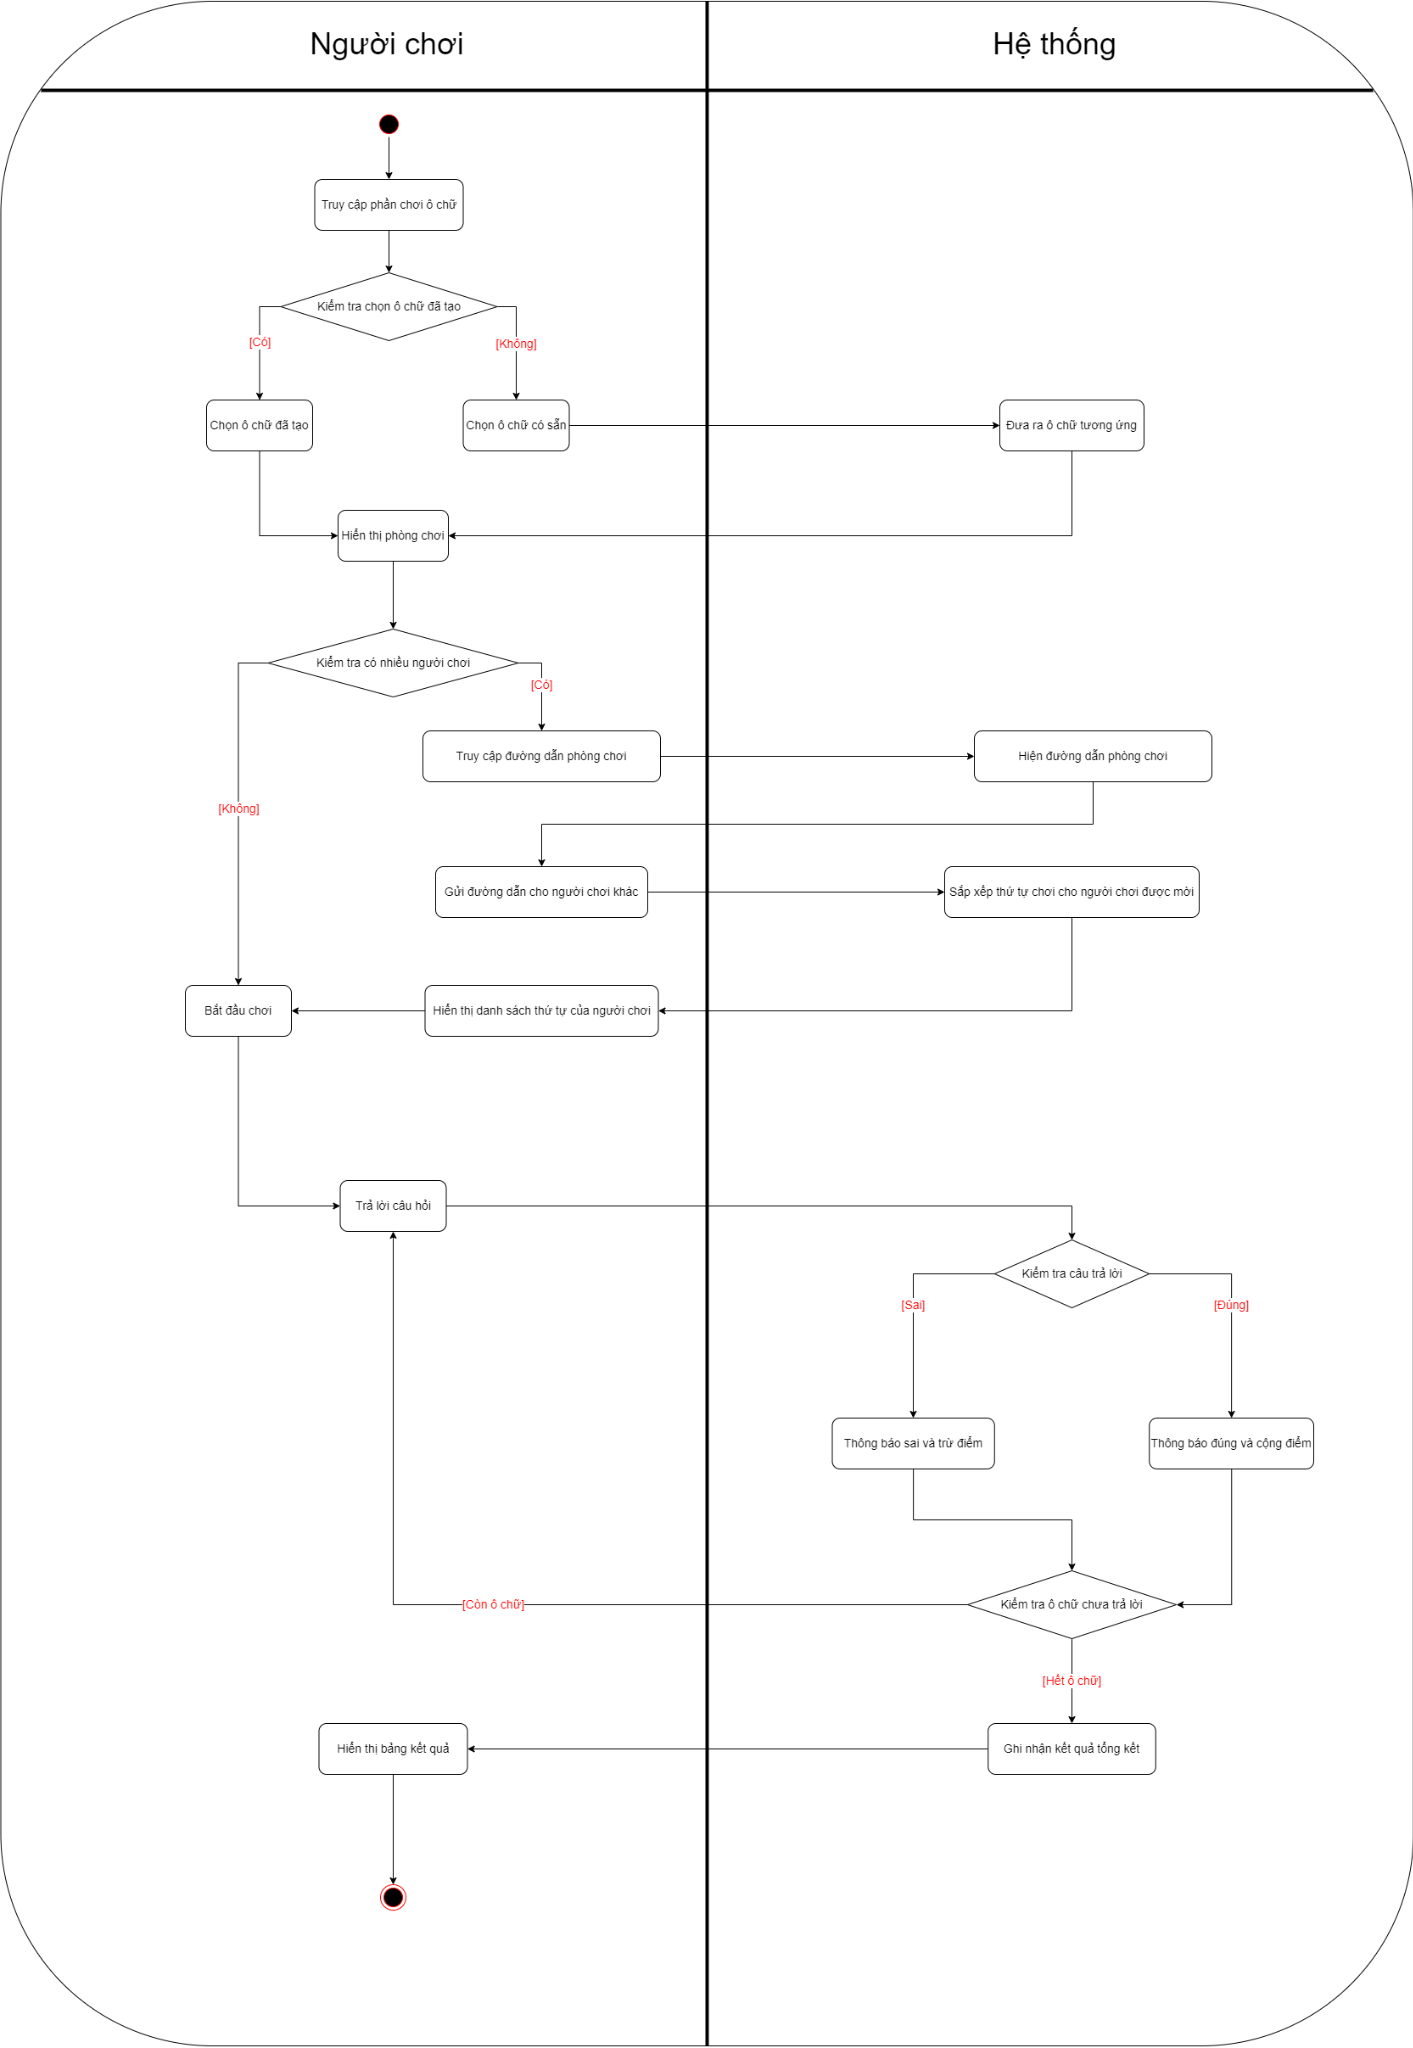 Người chơi
Hệ thống
Truy cập phần chơi ô chữ
Kiểm tra chọn ô chữ đã tạo
[Có]
[Không]
Chọn ô chữ đã tạo
Chọn ô chữ có sẵn
Đưa ra ô chữ tương ứng
Hiển thị phòng chơi
Kiểm tra có nhiều người chơi
[Có]
Truy cập đường dẫn phòng chơi
Hiện đường dẫn phòng chơi
[Không]
Gửi đường dẫn cho người chơi khác
Sắp xếp thứ tự chơi cho người chơi được mời
Bắt đầu chơi
Hiển thị danh sách thứ tự của người chơi
Trả lời câu hỏi
Kiểm tra câu trả lời
[Sai]
[Đúng]
Thông báo sai và trừ điểm
Thông báo đúng và cộng điểm
[Còn ô chữ]
Kiểm tra ô chữ chưa trả lời
[Hết ô chữ]
Hiển thị bảng kết quả
Ghi nhận kết quả tổng kết